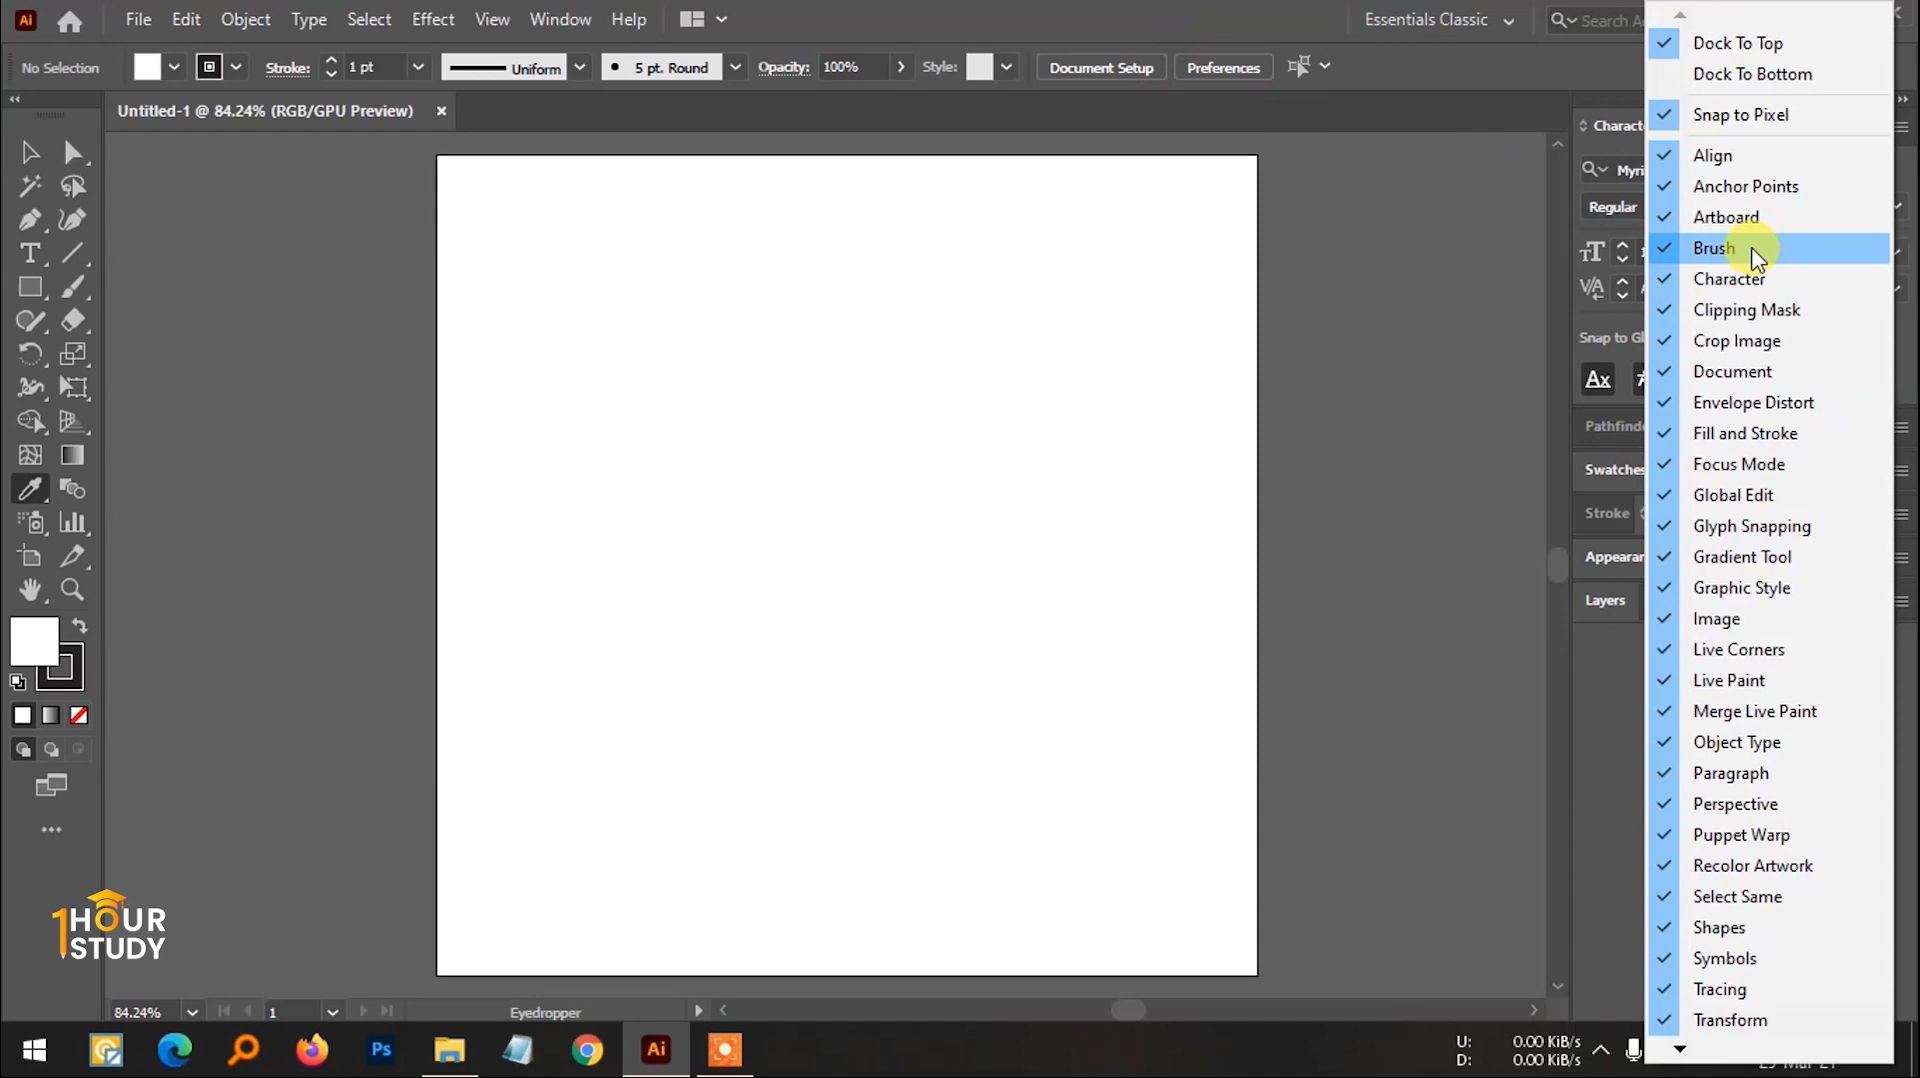 Ai File Edit Object Type Select Effect View Window Help Essentials Classic
No Selection Stroke: 1 pt Uniform 5 pt. Round Opacity: 100% Style: Document Setup Preferences
Untitled-1 @ 84.24% (RGB/GPU Preview)
Regular
Snap to
Stroke
Layers
Dock To Top
Dock To Bottom
Snap to Pixel
Align
Anchor Points
Artboard
Brush
Character
Clipping Mask
Crop Image
Document
Envelope Distort
Fill and Stroke
Focus Mode
Global Edit
Glyph Snapping
Gradient Tool
Graphic Style
Image
Live Corners
Live Paint
Merge Live Paint
Object Type
Paragraph
Perspective
Puppet Warp
Recolor Artwork
Select Same
Shapes
Symbols
Tracing
Transform
1HOUR
STUDY
84.24% 1 Eyedropper
Ps Ai
U: 0.00 KiB/s
D: 0.00 KiB/s